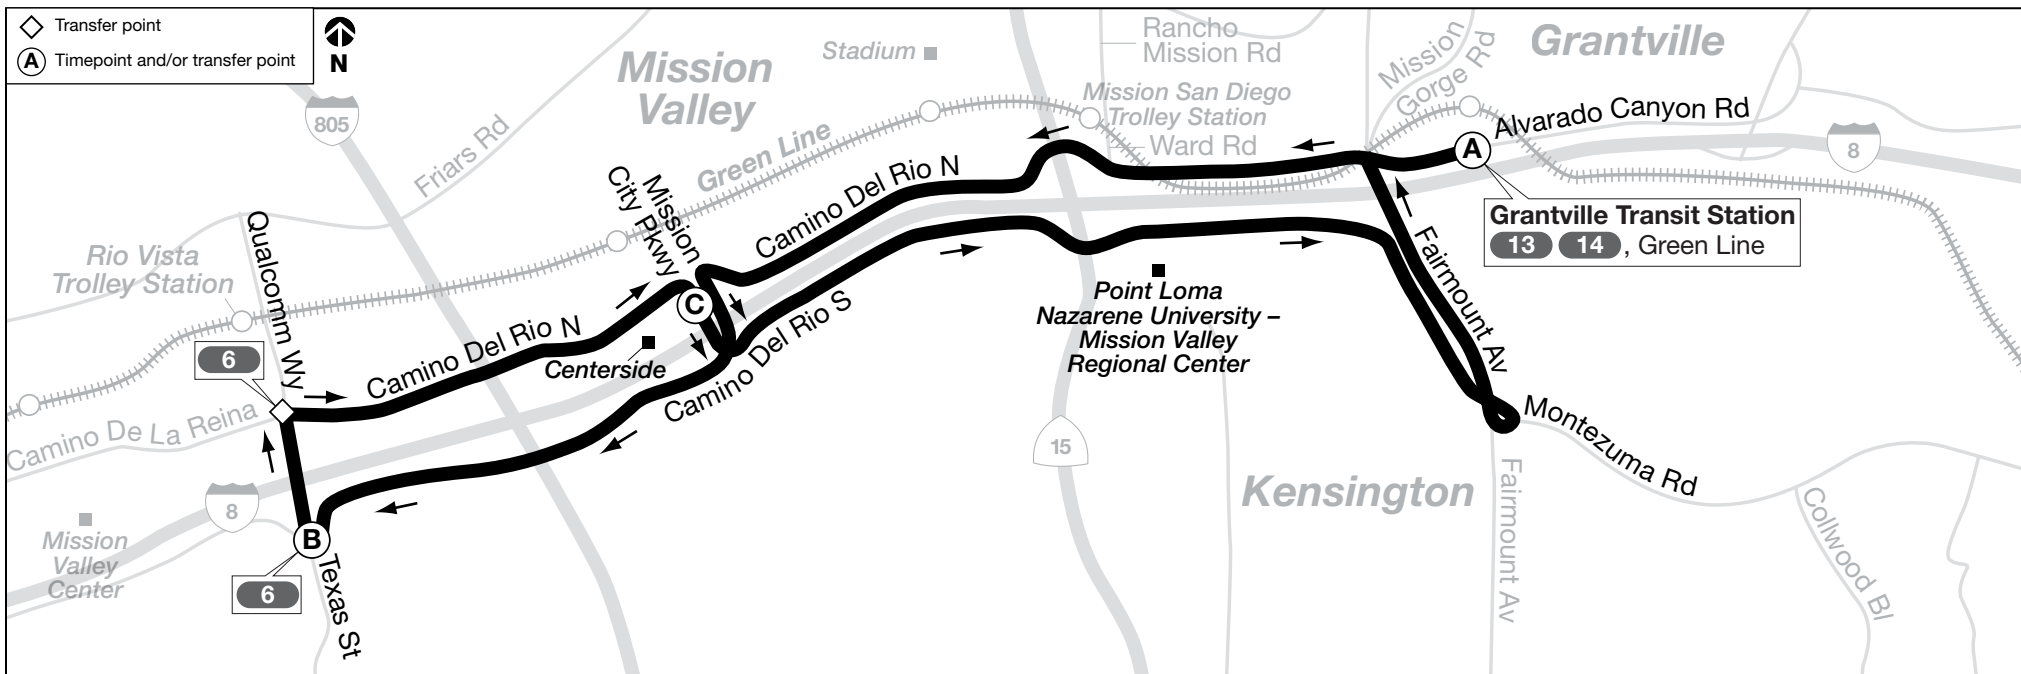 Transfer point
A Timepoint and/or transfer point
N
805
Mission
Valley
Stadium
Rancho
Mission Rd
Mission
Gorge Rd
Grantville
Friars Rd
Green Line
Mission San Diego
Trolley Station
Ward Rd
Alvarado Canyon Rd
8
A
Grantville Transit Station
13 14 , Green Line
Mission
City Pkwy
Camino Del Rio N
Qualcomm Wy
Rio Vista
Trolley Station
C
Fairmount Av
6
Camino Del Rio N
Centerside
Camino Del Rio S
Point Loma
Nazarene University –
Mission Valley
Regional Center
Camino De La Reina
Montezuma Rd
15
Kensington
Fairmount Av
Collwood Bl
8
B
Mission
Valley
Center
6
Texas St